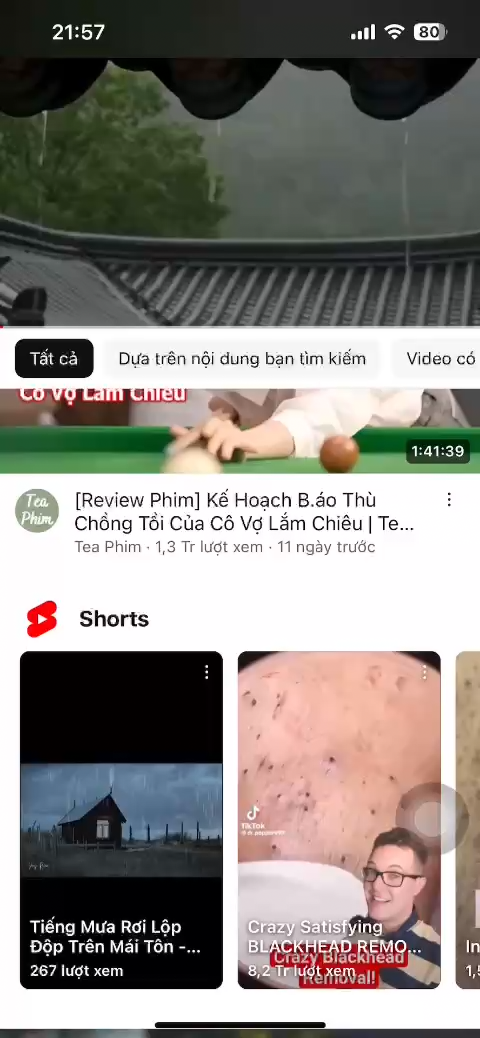 21:57
80
Tất cả
Dựa trên nội dung bạn tìm kiếm
Video có
Cô Vợ Lắm Chiêu
1:41:39
Tea
Phim
[Review Phim] Kế Hoạch B.áo Thù
Chồng Tồi Của Cô Vợ Lắm Chiêu | Te...
Tea Phim · 1,3 Tr lượt xem · 11 ngày trước
Shorts
TikTok
Tiếng Mưa Rơi Lộp
Độp Trên Mái Tôn -...
267 lượt xem
Crazy Satisfying
BLACKHEAD REMO...
Crazy Blackhead
8,2 Tr lượt xem
Removal!
In
1,